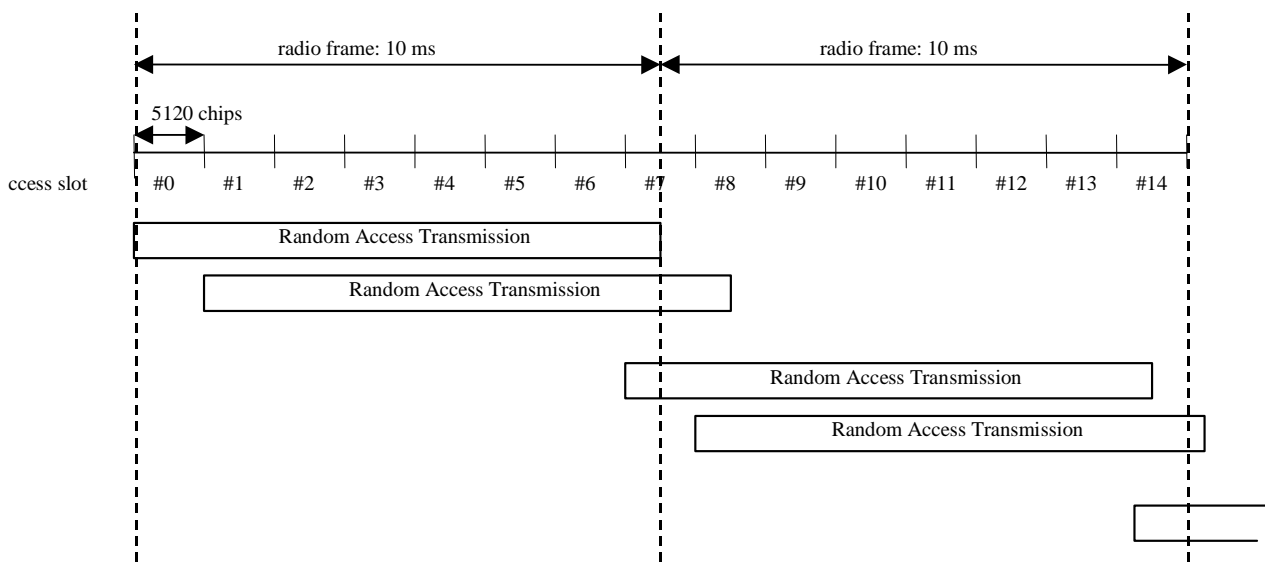 radio frame: 10 ms radio frame: 10 ms
5120 chips
ccess slot #0 #1 #2 #3 #4 #5 #6 #7 #8 #9 #10 #11 #12 #13 #14
Random Access Transmission
Random Access Transmission
Random Access Transmission
Random Access Transmission